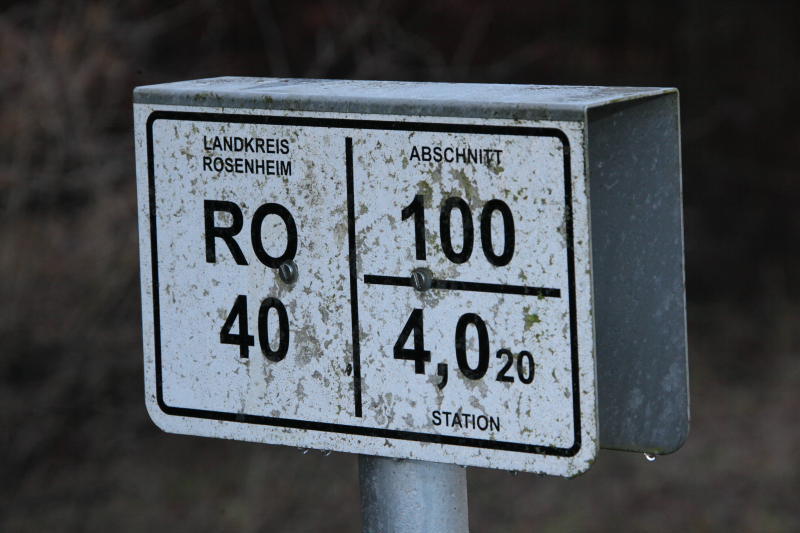 LANDKREIS
ROSENHEIM
RO
40
ABSCHNITT
100
4,020
STATION